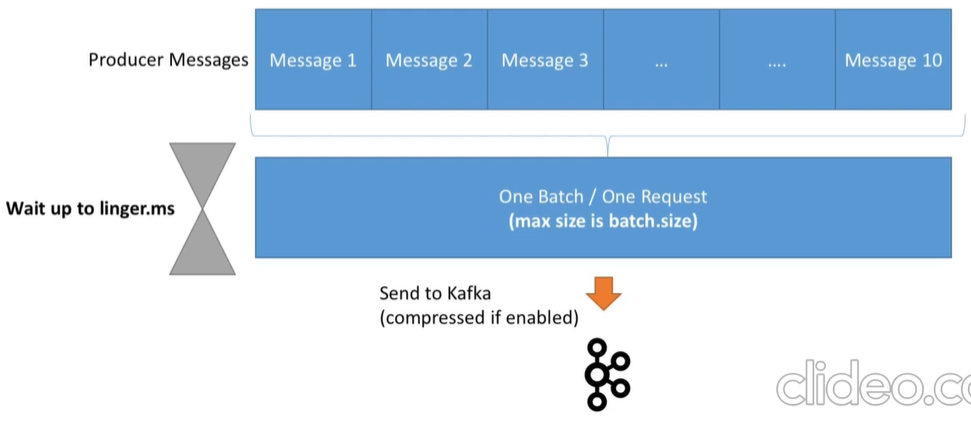 Producer Messages
Message 1
Message 2
Message 3
...
....
Message 10
Wait up to linger.ms
One Batch / One Request
(max size is batch.size)
Send to Kafka
(compressed if enabled)
clideo.co